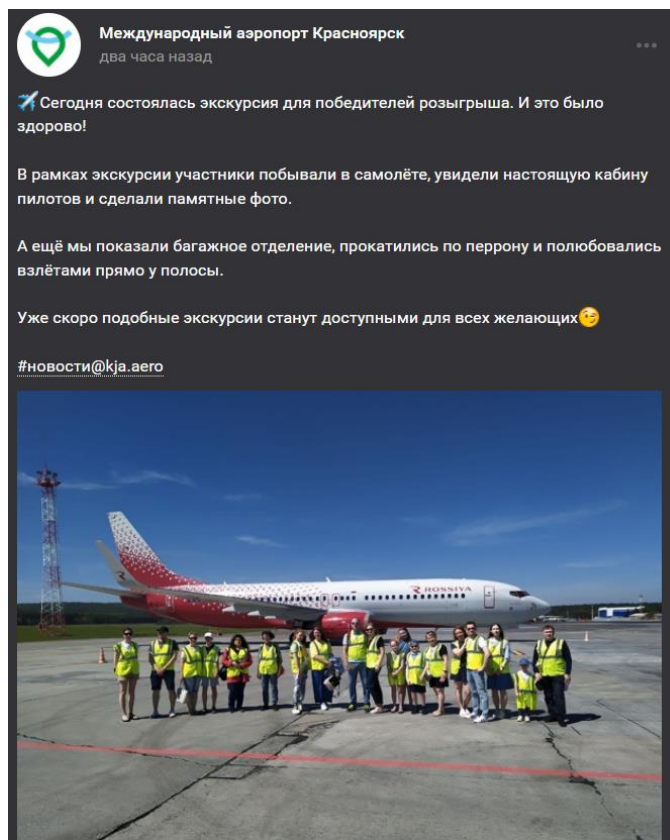 Международный аэропорт Красноярск
два часа назад
Сегодня состоялась экскурсия для победителей розыгрыша. И это было
здорово!
В рамках экскурсии участники побывали в самолёте, увидели настоящую кабину
пилотов и сделали памятные фото.
А ещё мы показали багажное отделение, прокатились по перрону и полюбовались
взлётами прямо у полосы.
Уже скоро подобные экскурсии станут доступными для всех желающих
#новости@kja.aero
ROSSIYA